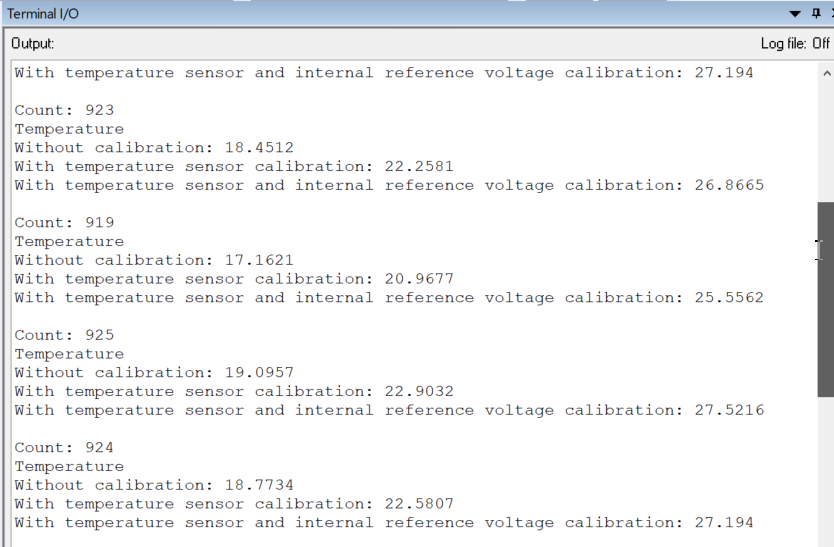 Terminal I/O
Output:
Log file: Off
With temperature sensor and internal reference voltage calibration: 27.194
Count: 923
Temperature
Without calibration: 18.4512
With temperature sensor calibration: 22.2581
With temperature sensor and internal reference voltage calibration: 26.8665
Count: 919
Temperature
Without calibration: 17.1621
With temperature sensor calibration: 20.9677
With temperature sensor and internal reference voltage calibration: 25.5562
Count: 925
Temperature
Without calibration: 19.0957
With temperature sensor calibration: 22.9032
With temperature sensor and internal reference voltage calibration: 27.5216
Count: 924
Temperature
Without calibration: 18.7734
With temperature sensor calibration: 22.5807
With temperature sensor and internal reference voltage calibration: 27.194